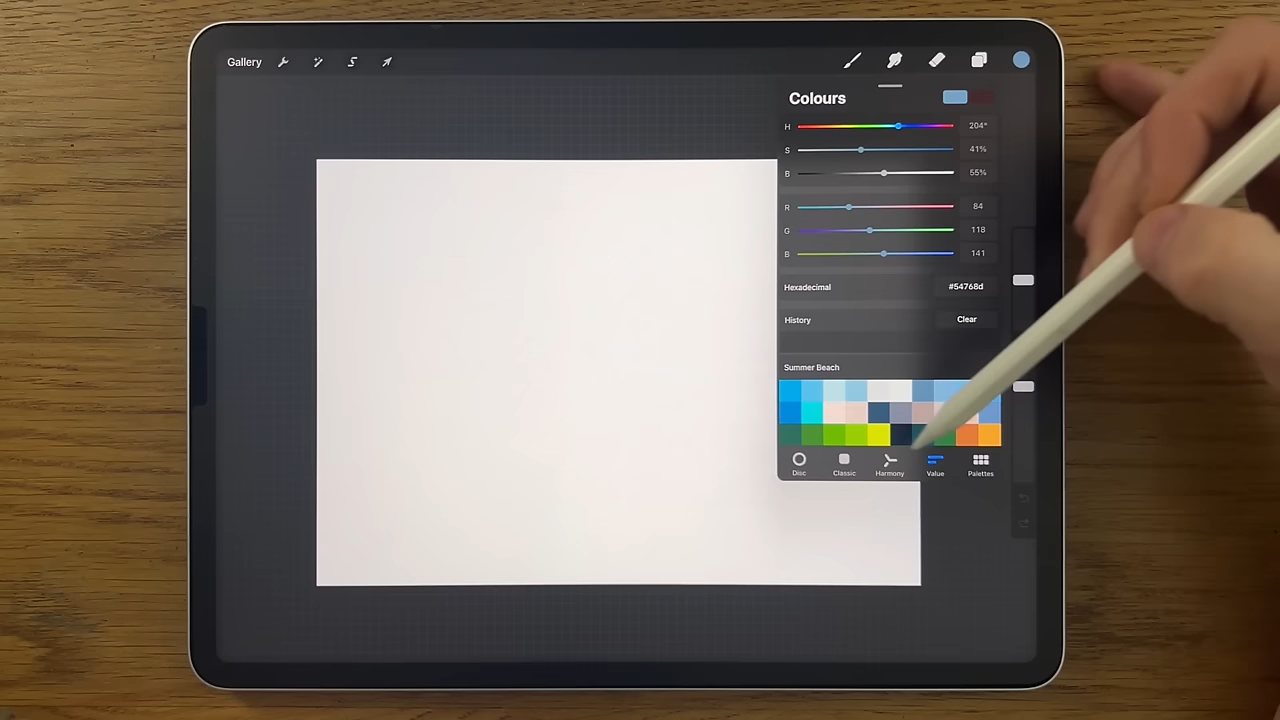 Gallery
Colours
H 204°
S 41%
B 55%
R 84
G 118
B 141
Hexadecimal #54768d
History Clear
Summer Beach
Disc Classic Harmony Value Palettes